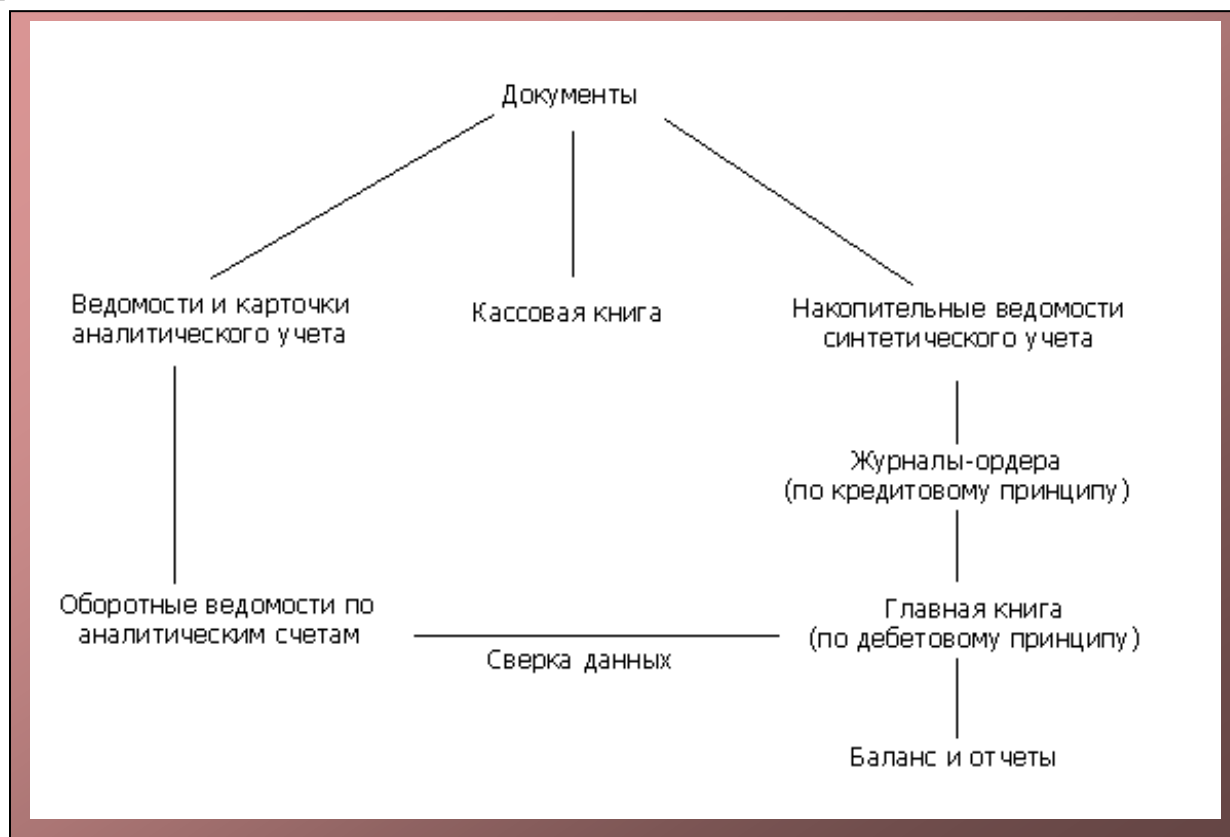 Документы
Ведомости и карточки
аналитического учета
Кассовая книга
Накопительные ведомости
синтетического учета
Журналы-ордера
(по кредитовому принципу)
Оборотные ведомости по
аналитическим счетам
Сверка данных
Главная книга
(по дебетовому принципу)
Баланс и отчеты